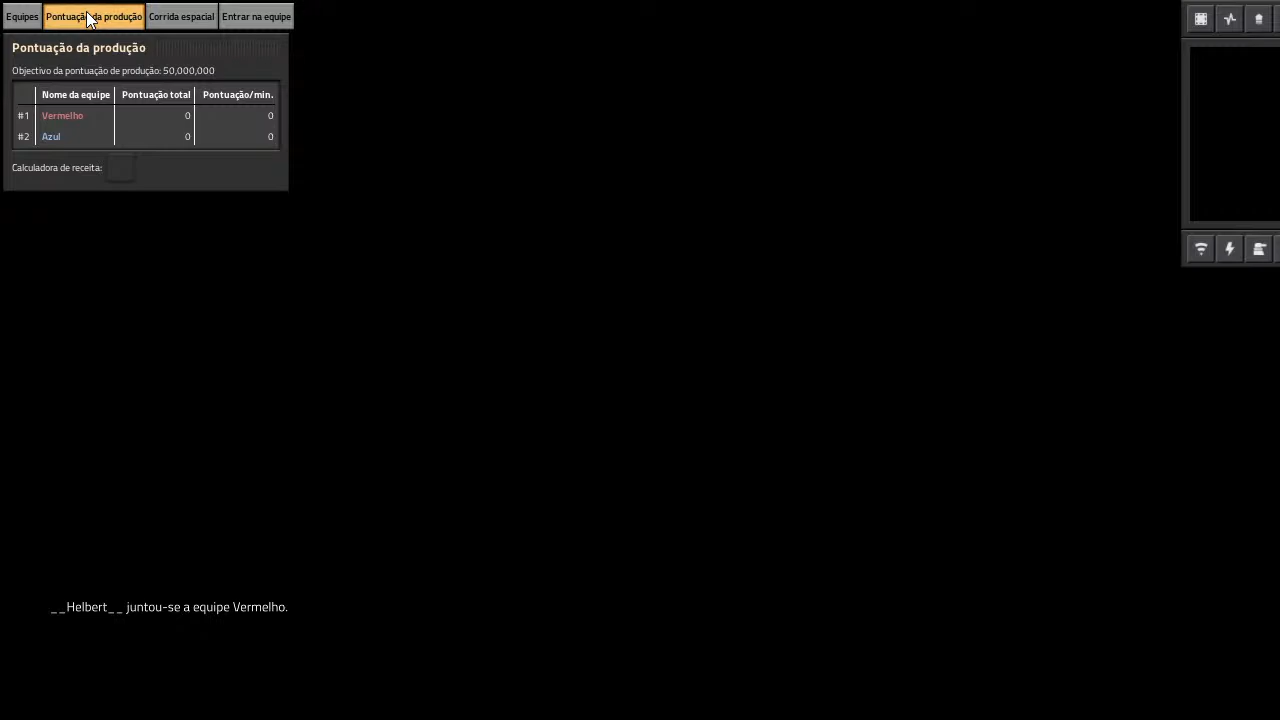 Equipes Pontuação da produção Corrida espacial Entrar na equipe
Pontuação da produção
Objectivo da pontuação de produção: 50,000,000
Nome da equipe Pontuação total Pontuação/min.
#1 Vermelho 0 0
#2 Azul 0 0
Calculadora de receita:
__Helbert__ juntou-se a equipe Vermelho.